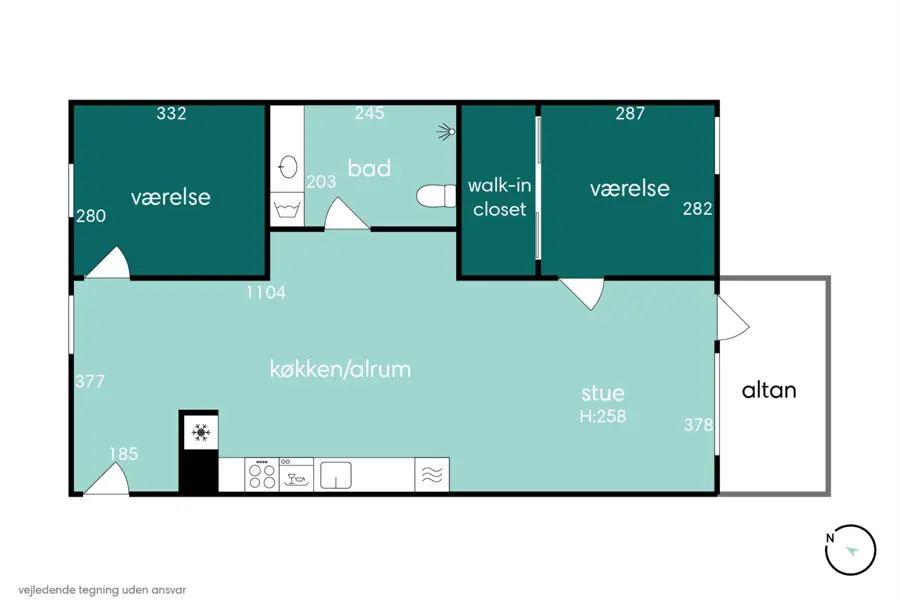 332
245
287
værelse
280
bad
203
walk-in
closet
værelse
282
1104
køkken/alrum
377
stue
H:258
378
altan
185
N
vejledende tegning uden ansvar